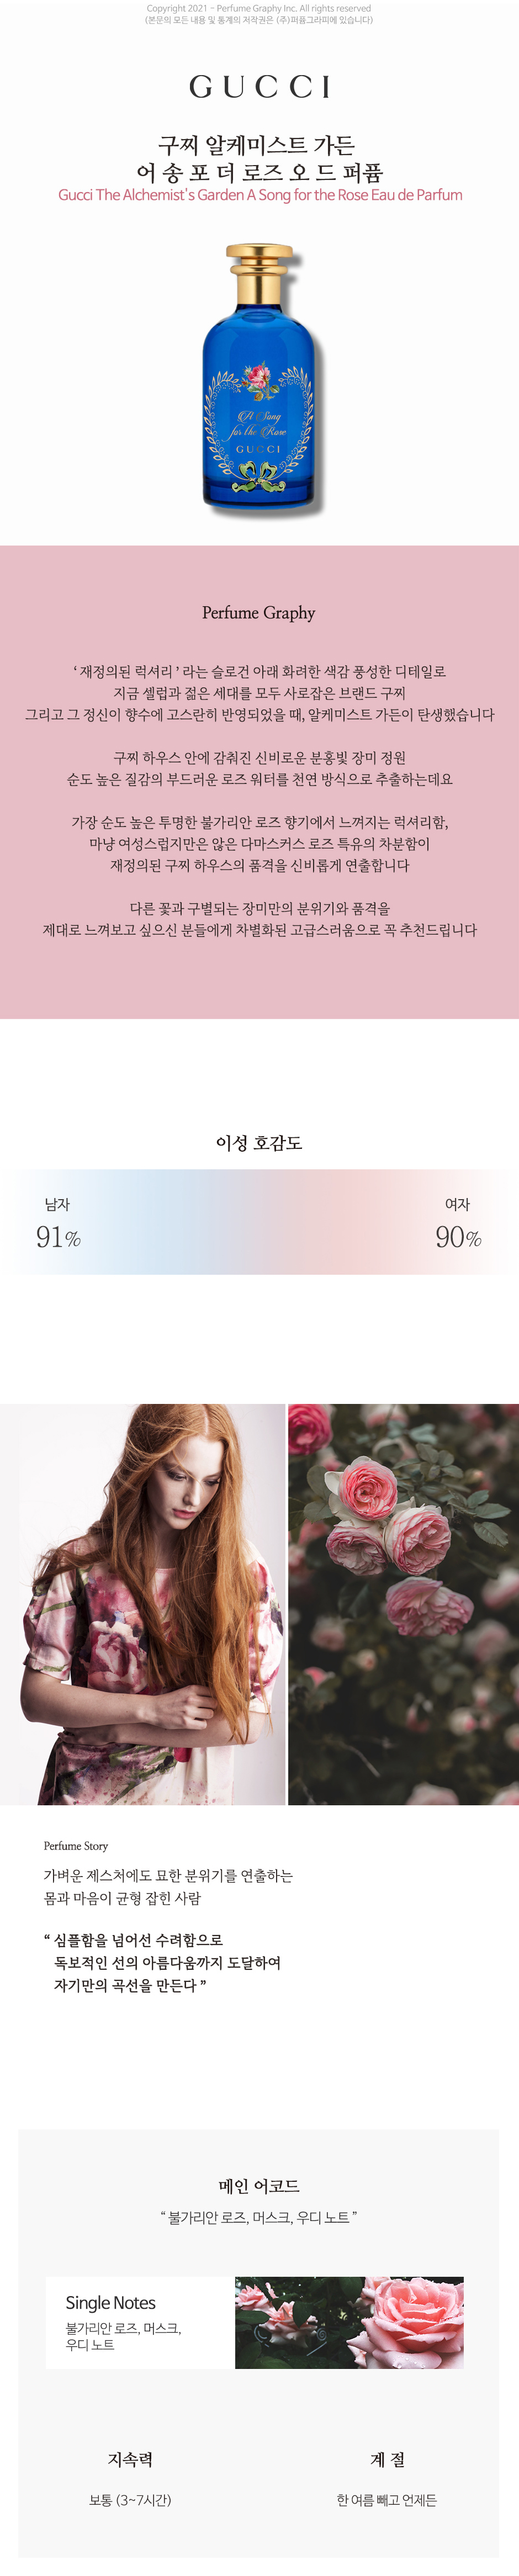 Copyright 2021 - Perfume Graphy Inc. All rights reserved
(본문의 모든 내용 및 통계의 저작권은 (주)퍼퓸그라피에 있습니다)
GUCCI
구찌 알케미스트 가든
어 송 포 더 로즈 오 드 퍼퓸
Gucci The Alchemist's Garden A Song for the Rose Eau de Parfum
A Song
for the Rose
GUCCI
Perfume Graphy
‘ 재정의된 럭셔리 ’ 라는 슬로건 아래 화려한 색감 풍성한 디테일로
지금 셀럽과 젊은 세대를 모두 사로잡은 브랜드 구찌
그리고 그 정신이 향수에 고스란히 반영되었을 때, 알케미스트 가든이 탄생했습니다
구찌 하우스 안에 감춰진 신비로운 분홍빛 장미 정원
순도 높은 질감의 부드러운 로즈 워터를 천연 방식으로 추출하는데요
가장 순도 높은 투명한 불가리안 로즈 향기에서 느껴지는 럭셔리함,
마냥 여성스럽지만은 않은 다마스커스 로즈 특유의 차분함이
재정의된 구찌 하우스의 품격을 신비롭게 연출합니다
다른 꽃과 구별되는 장미만의 분위기와 품격을
제대로 느껴보고 싶으신 분들에게 차별화된 고급스러움으로 꼭 추천드립니다
이성 호감도
남자
91%
여자
90%
Perfume Story
가벼운 제스처에도 묘한 분위기를 연출하는
몸과 마음이 균형 잡힌 사람
“ 심플함을 넘어선 수려함으로
독보적인 선의 아름다움까지 도달하여
자기만의 곡선을 만든다 ”
메인 어코드
“ 불가리안 로즈, 머스크, 우디 노트 ”
Single Notes
불가리안 로즈, 머스크,
우디 노트
지속력
보통 (3~7시간)
계 절
한 여름 빼고 언제든